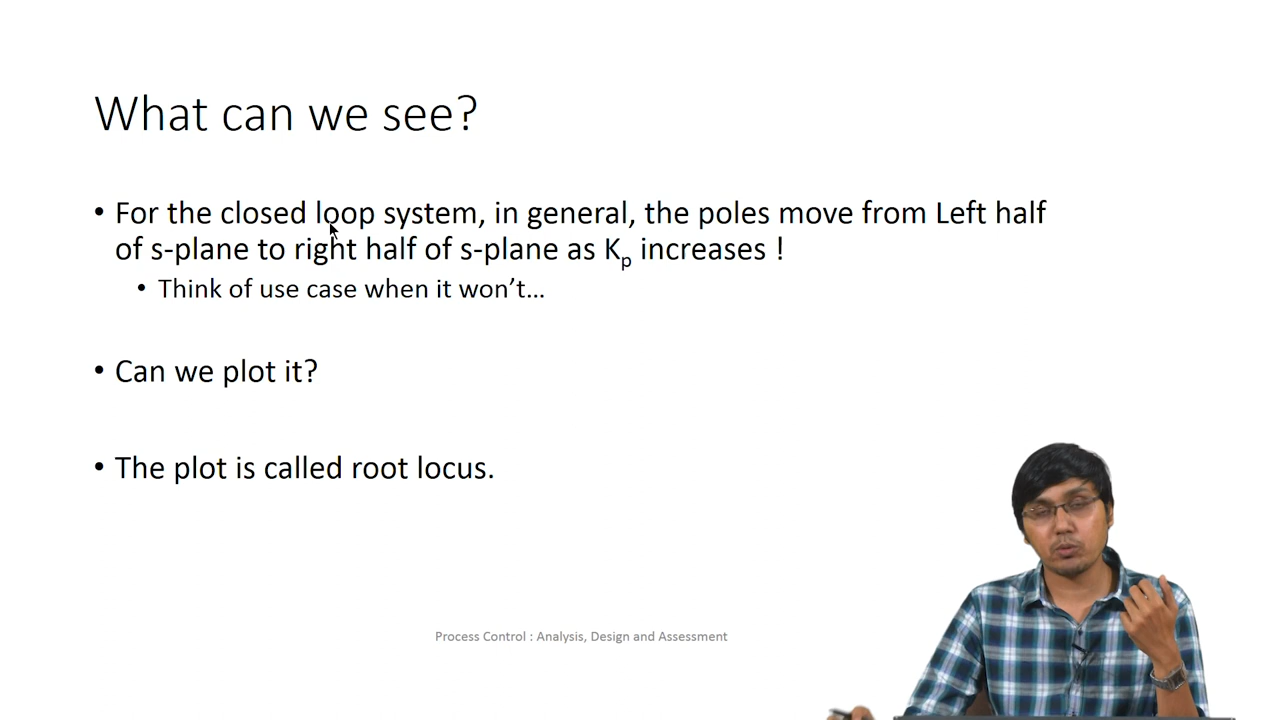 What can we see?
• For the closed loop system, in general, the poles move from Left half
of s-plane to right half of s-plane as Kp increases !
• Think of use case when it won’t…
• Can we plot it?
• The plot is called root locus.
Process Control : Analysis, Design and Assessment